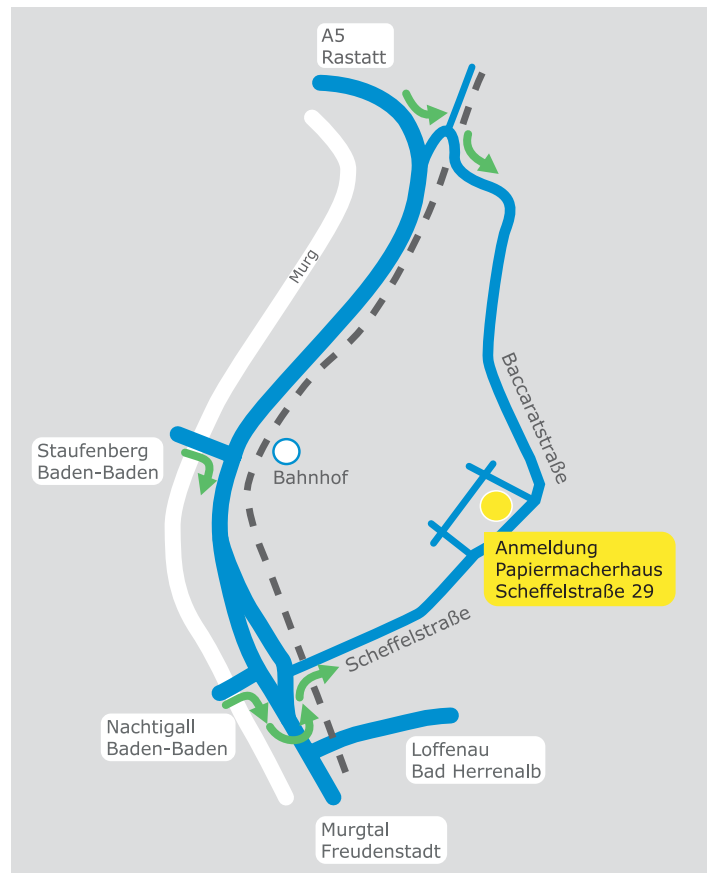 A5
Rastatt
Murg
Baccaratstraße
Staufenberg
Baden-Baden
Bahnhof
Anmeldung
Papiermacherhaus
Scheffelstraße 29
Scheffelstraße
Nachtigall
Baden-Baden
Loffenau
Bad Herrenalb
Murgtal
Freudenstadt